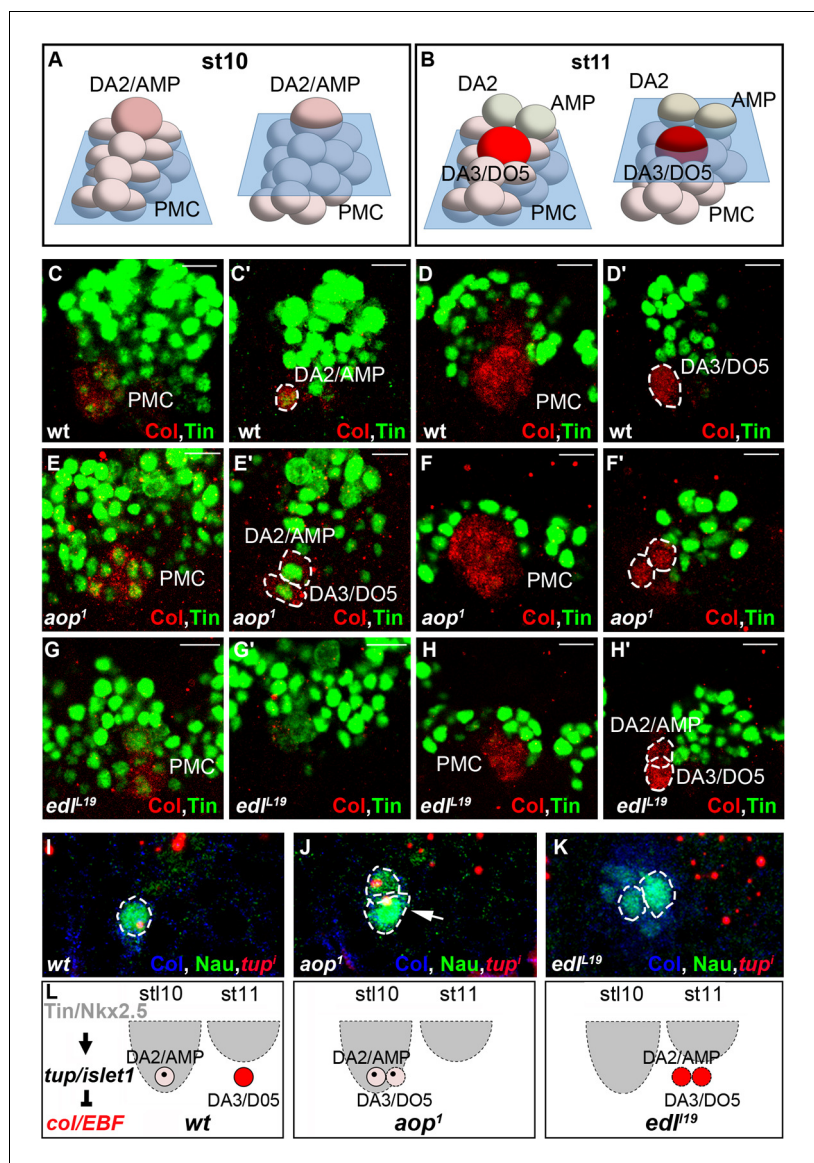 A st10
DA2/AMP DA2/AMP
PMC PMC
B st11
DA2 AMP DA2 AMP
DA3/DO5 DA3/DO5
PMC PMC
C PMC wt Col,Tin
C' DA2/AMP wt Col,Tin
D PMC wt Col,Tin
D' DA3/DO5 wt Col,Tin
E PMC aop1 Col,Tin
E' DA2/AMP DA3/DO5 aop1 Col,Tin
F PMC aop1 Col,Tin
F' aop1 Col,Tin
G PMC edlL19 Col,Tin
G' edlL19 Col,Tin
H PMC edlL19 Col,Tin
H' DA2/AMP DA3/DO5 edlL19 Col,Tin
I wt Col, Nau,tupi
J aop1 Col, Nau,tupi
K edlL19 Col, Nau,tupi
L stl10 st11
Tin/Nkx2.5
tup/islet1
col/EBF
DA2/AMP
DA3/D05
wt
stl10 st11
DA2/AMP
DA3/DO5
aop1
stl10 st11
DA2/AMP
DA3/DO5
edll19